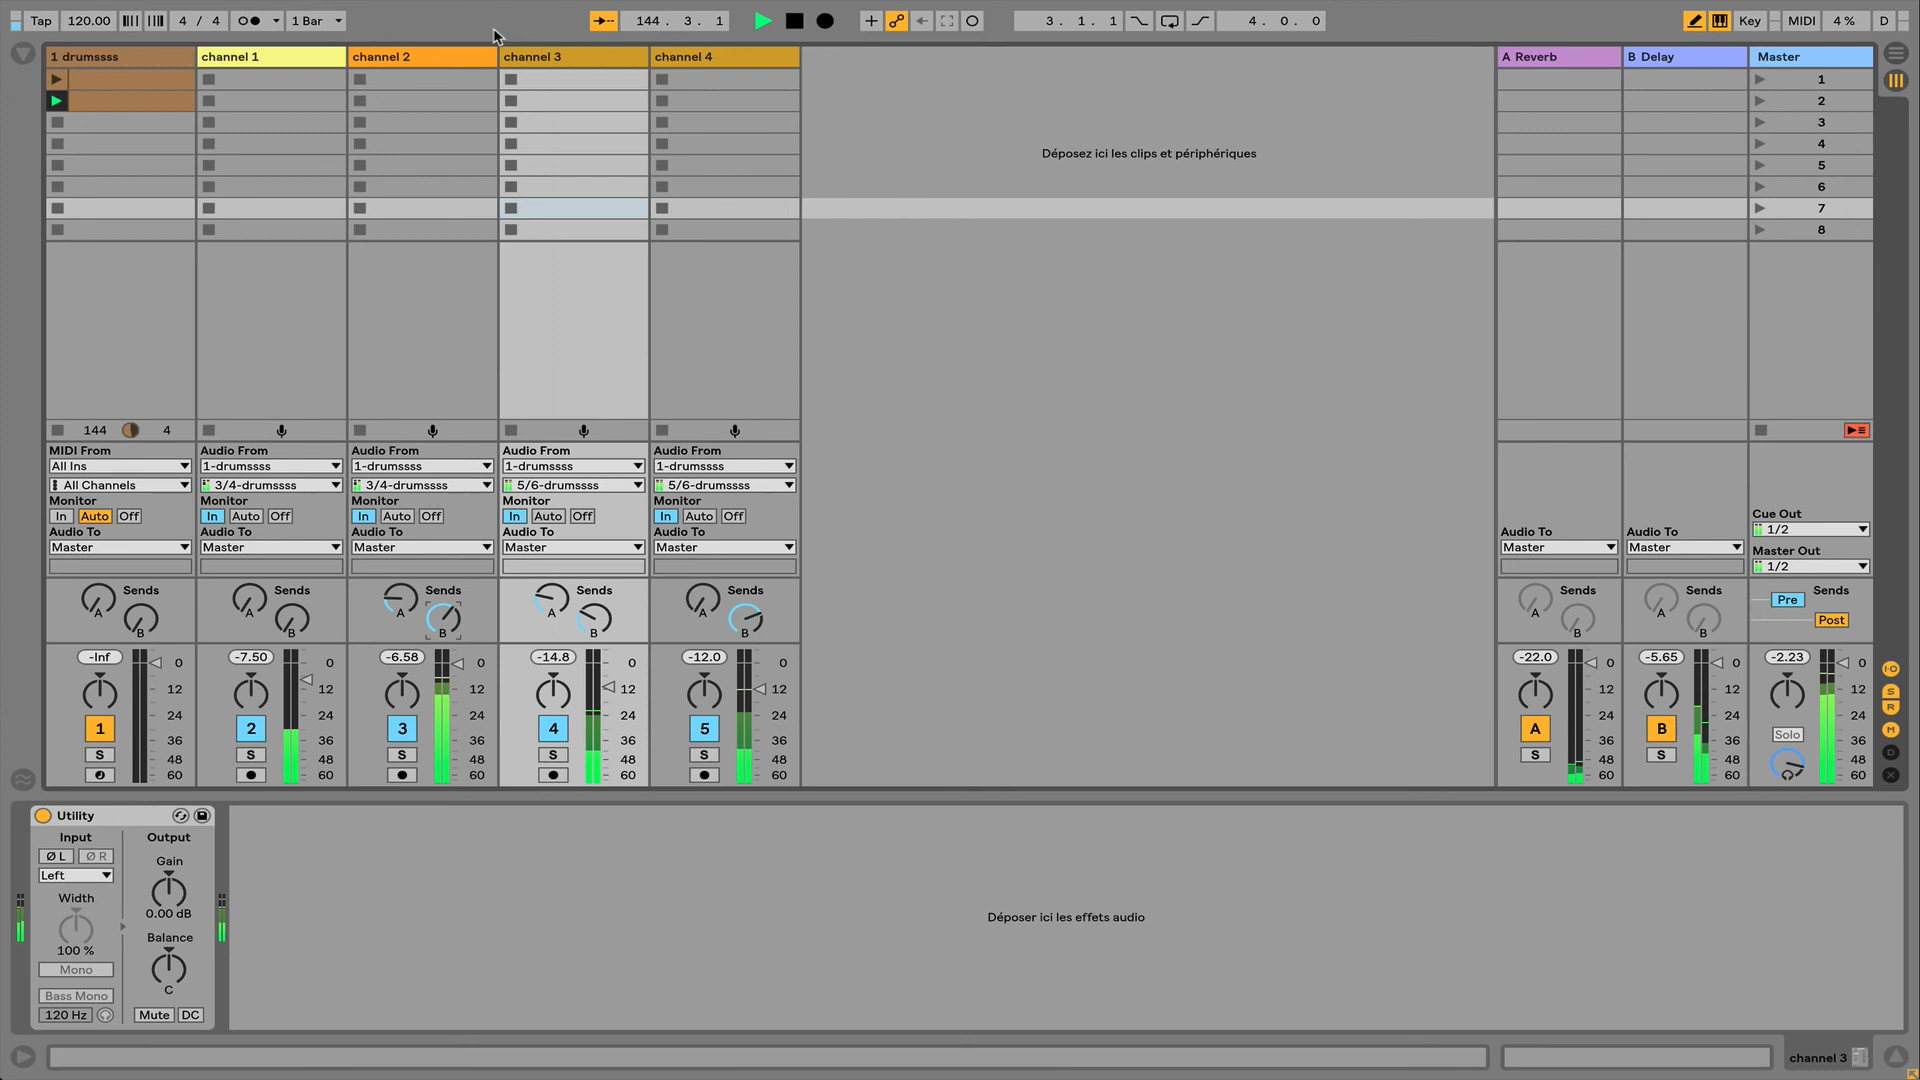 Tap 120.00 4 / 4 1 Bar 144 . 3 . 1 3 . 1 . 1 4 . 0 . 0 Key MIDI 4 % D
1 drumssss channel 1 channel 2 channel 3 channel 4 A Reverb B Delay Master
1
2
3
Déposez ici les clips et périphériques
4
5
6
7
8
144 4
MIDI From Audio From Audio From Audio From Audio From
All Ins 1-drumssss 1-drumssss 1-drumssss 1-drumssss
All Channels 3/4-drumssss 3/4-drumssss 5/6-drumssss 5/6-drumssss
Monitor Monitor Monitor Monitor Monitor
In Auto Off In Auto Off In Auto Off In Auto Off In Auto Off
Cue Out
1/2
Audio To Audio To Audio To Audio To Audio To Audio To Audio To
Master Master Master Master Master Master Master
Master Out
1/2
Sends Sends Sends Sends Sends Sends Sends Sends
A A A A A A A Pre
B B B B B B B Post
-Inf -7.50 -6.58 -14.8 -12.0 -22.0 -5.65 -2.23
0 0 0 0 0 0 0 0
12 12 12 12 12 12 12 12
24 24 24 24 24 24 24 24
1 2 3 4 5 A B Solo
36 36 36 36 36 36 36 36
S S S S S S S
48 48 48 48 48 48 48 48
60 60 60 60 60 60 60 60
I·O
S
R
M
D
X
Utility
Input Output
Ø L Ø R
Left
Gain
0.00 dB
Width
100 %
Balance
C
Mono
Bass Mono
120 Hz Mute DC
Déposer ici les effets audio
channel 3